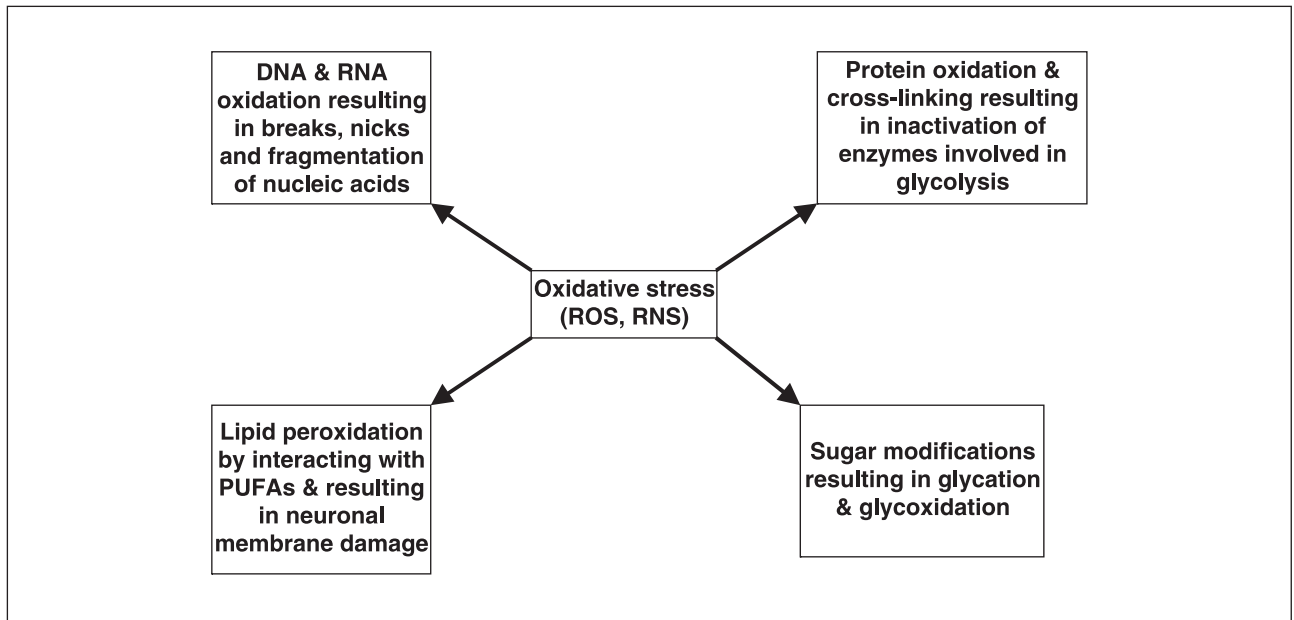 DNA & RNA
oxidation resulting
in breaks, nicks
and fragmentation
of nucleic acids
Protein oxidation &
cross-linking resulting
in inactivation of
enzymes involved in
glycolysis
Oxidative stress
(ROS, RNS)
Lipid peroxidation
by interacting with
PUFAs & resulting
in neuronal
membrane damage
Sugar modifications
resulting in glycation
& glycoxidation